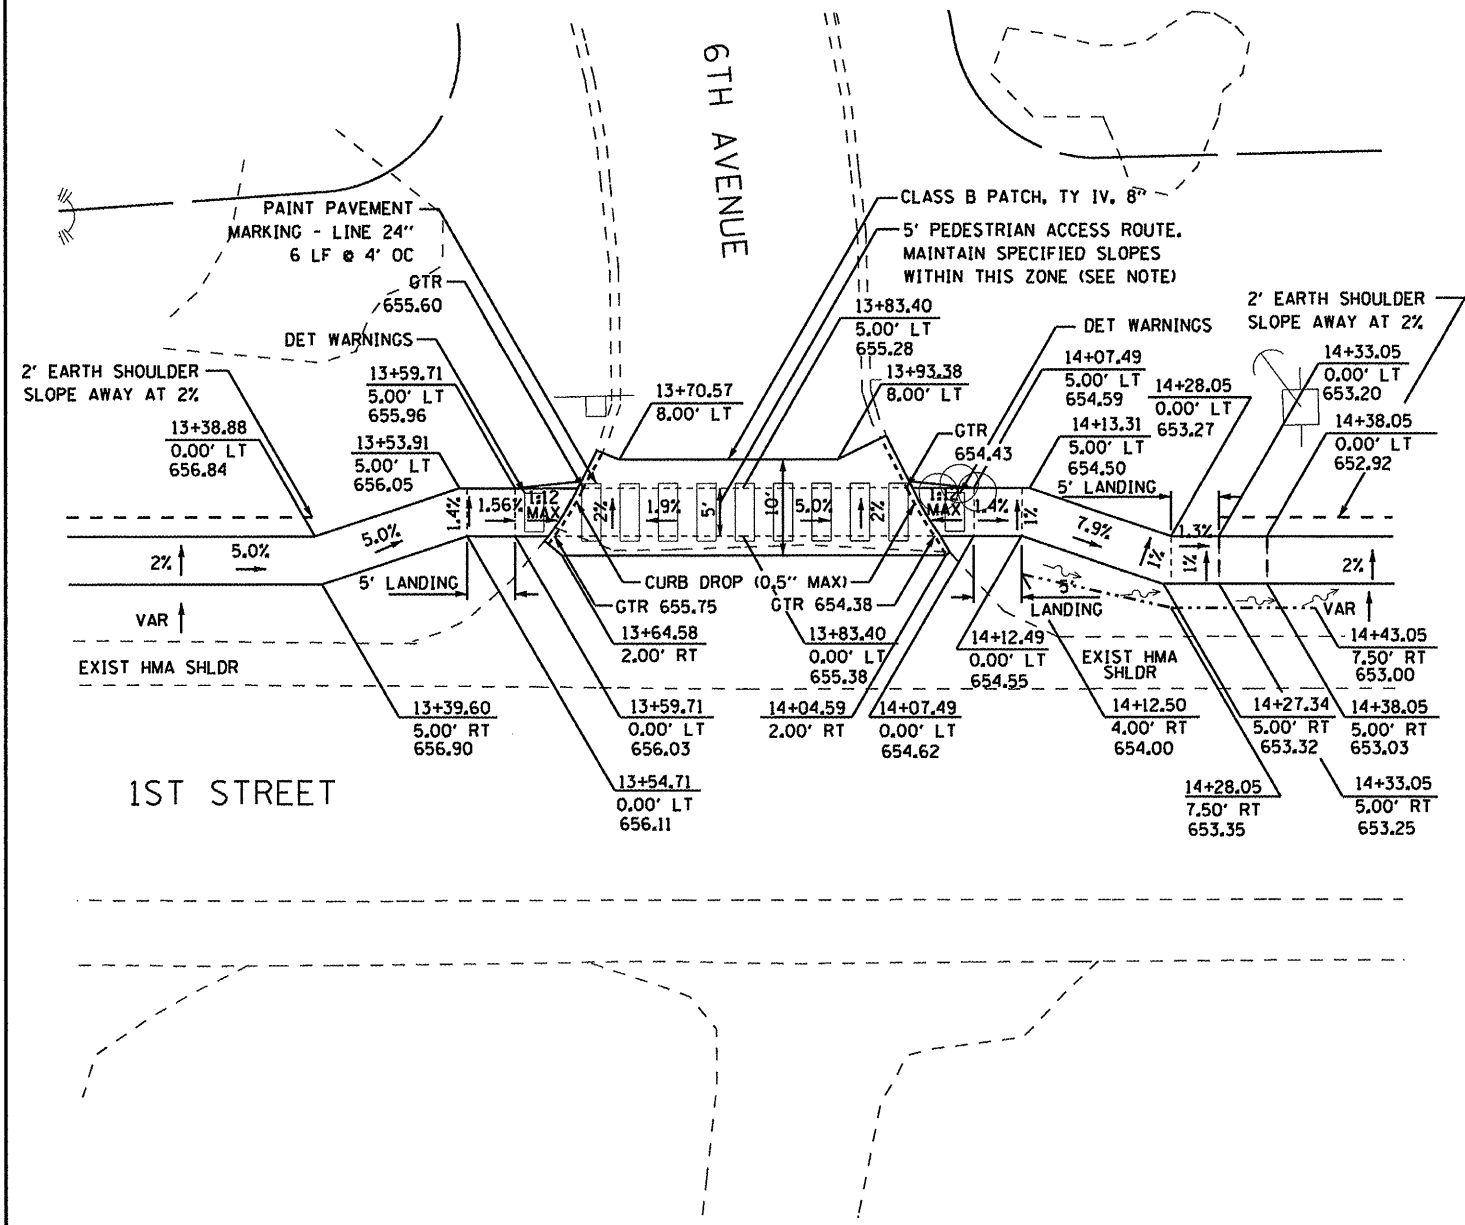 6TH AVENUE
PAINT PAVEMENT
MARKING - LINE 24"
6 LF @ 4' OC
GTR
655.60
DET WARNINGS
2' EARTH SHOULDER
SLOPE AWAY AT 2%
13+38.88
0.00' LT
656.84
13+59.71
5.00' LT
655.96
13+53.91
5.00' LT
656.05
13+70.57
8.00' LT
CLASS B PATCH, TY IV, 8"
5' PEDESTRIAN ACCESS ROUTE.
MAINTAIN SPECIFIED SLOPES
WITHIN THIS ZONE (SEE NOTE)
13+83.40
5.00' LT
655.28
13+93.38
8.00' LT
DET WARNINGS
14+07.49
5.00' LT
654.59
GTR
654.43
14+13.31
5.00' LT
654.50
5' LANDING
14+28.05
0.00' LT
653.27
2' EARTH SHOULDER
SLOPE AWAY AT 2%
14+33.05
0.00' LT
653.20
14+38.05
0.00' LT
652.92
2%
5.0%
5.0%
1.4%
1.56%
1:12
MAX
2%
1.9%
5'
10'
5.0%
2%
1:12
MAX
1.4%
1%
7.9%
1%
1.3%
1%
2%
VAR
5' LANDING
CURB DROP (0.5" MAX)
GTR 655.75
GTR 654.38
5'
LANDING
VAR
EXIST HMA SHLDR
13+64.58
2.00' RT
13+83.40
0.00' LT
655.38
14+12.49
0.00' LT
654.55
EXIST HMA
SHLDR
14+43.05
7.50' RT
653.00
13+39.60
5.00' RT
656.90
13+59.71
0.00' LT
656.03
14+04.59
2.00' RT
14+07.49
0.00' LT
654.62
14+12.50
4.00' RT
654.00
14+27.34
5.00' RT
653.32
14+38.05
5.00' RT
653.03
1ST STREET
13+54.71
0.00' LT
656.11
14+28.05
7.50' RT
653.35
14+33.05
5.00' RT
653.25